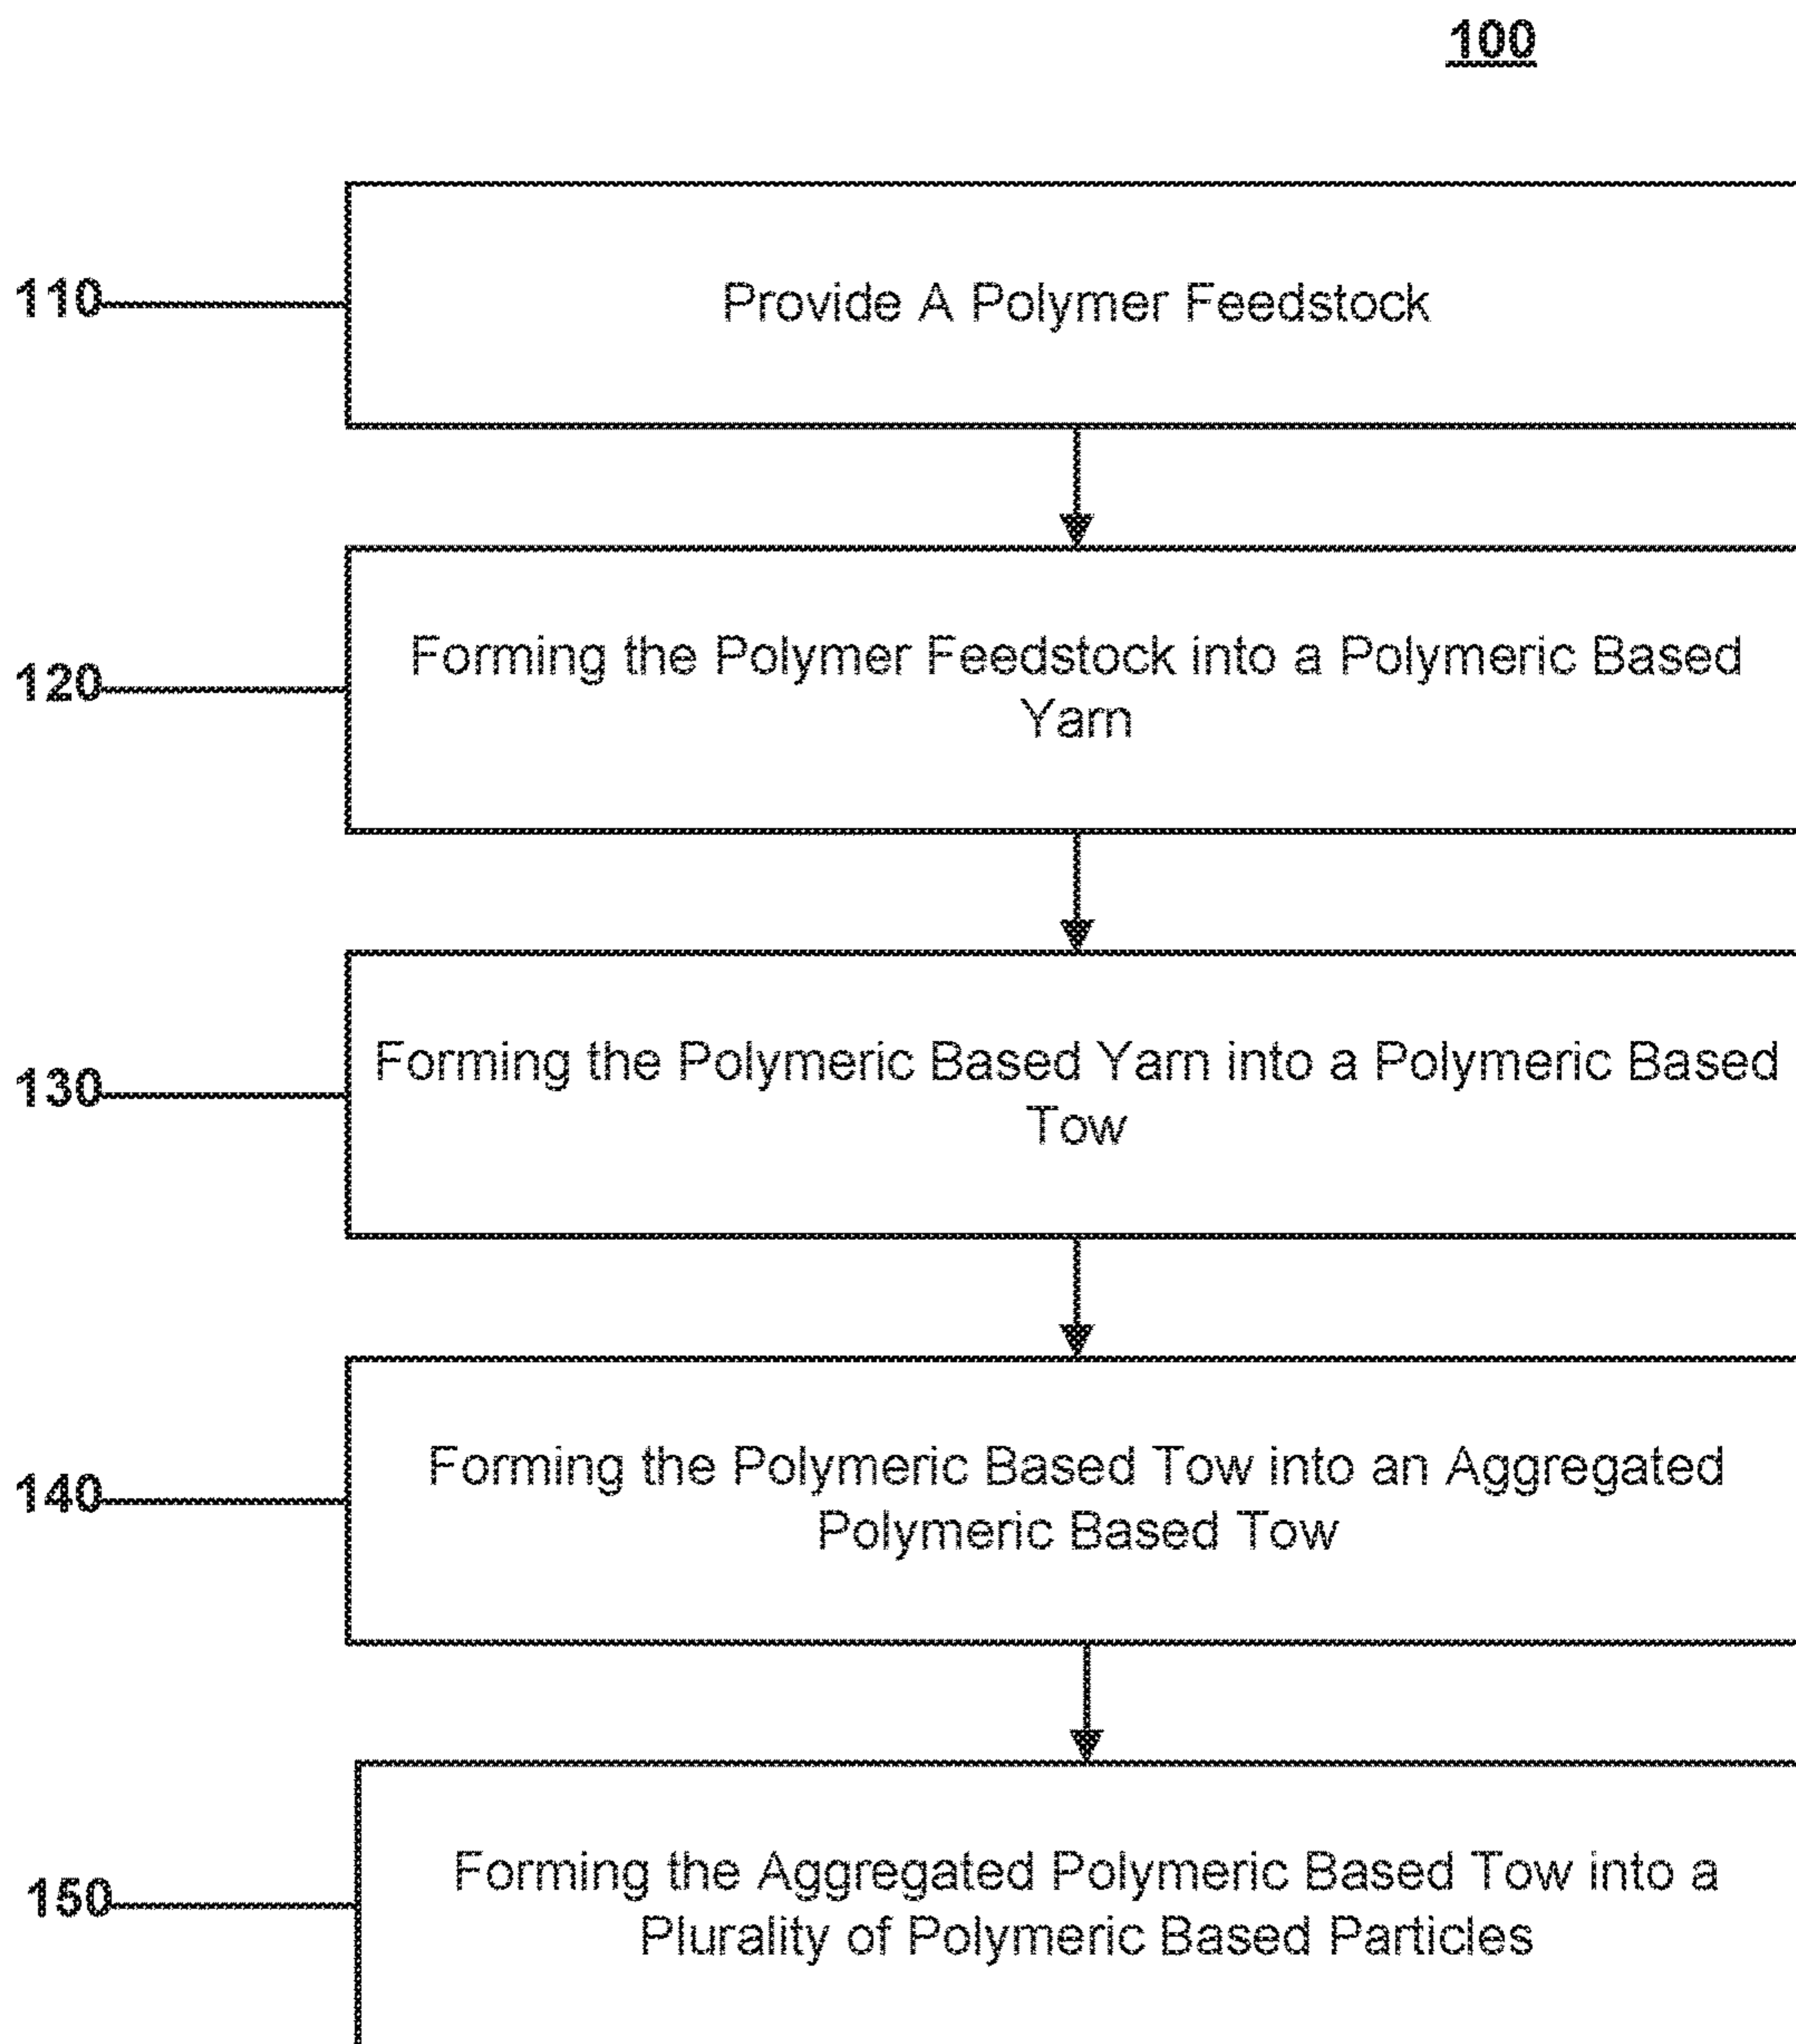 100
110
Provide A Polymer Feedstock
120
Forming the Polymer Feedstock into a Polymeric Based
Yarn
130
Forming the Polymeric Based Yarn into a Polymeric Based
Tow
140
Forming the Polymeric Based Tow into an Aggregated
Polymeric Based Tow
150
Forming the Aggregated Polymeric Based Tow into a
Plurality of Polymeric Based Particles